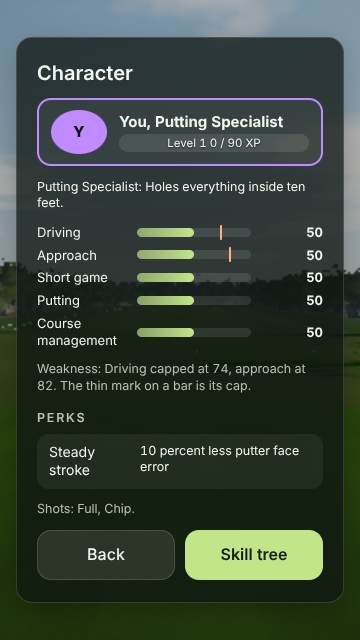 Character
Y
You, Putting Specialist
Level 1 0 / 90 XP
Putting Specialist: Holes everything inside ten
feet.
Driving 50
Approach 50
Short game 50
Putting 50
Course
management 50
Weakness: Driving capped at 74, approach at
82. The thin mark on a bar is its cap.
PERKS
Steady
stroke
10 percent less putter face
error
Shots: Full, Chip.
Back
Skill tree